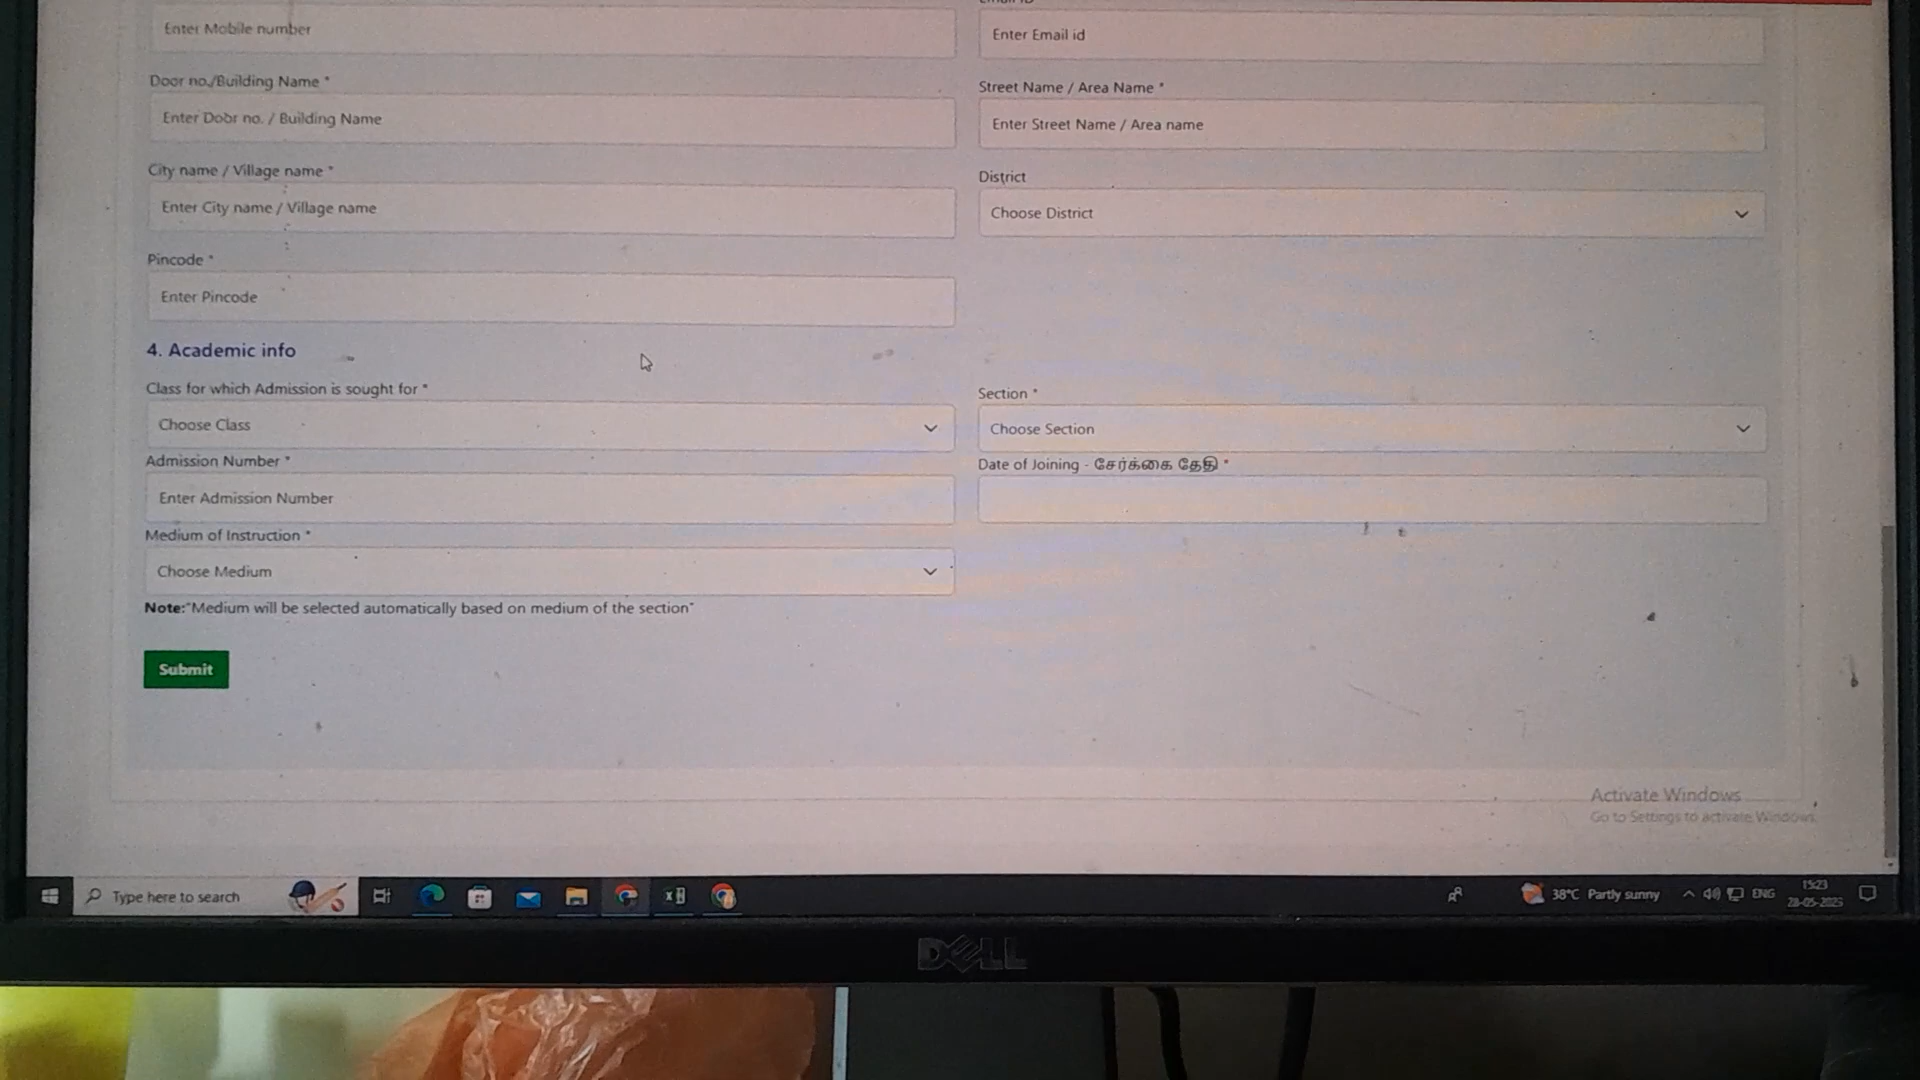 Enter Mobile number
Enter Email id
Door no./Building Name *
Street Name / Area Name *
Enter Door no. / Building Name
Enter Street Name / Area name
City name / Village name *
District
Enter City name / Village name
Choose District
Pincode *
Enter Pincode
4. Academic info
Class for which Admission is sought for *
Section *
Choose Class
Choose Section
Admission Number *
Date of Joining - சேர்க்கை தேதி *
Enter Admission Number
Medium of Instruction *
Choose Medium
Note:"Medium will be selected automatically based on medium of the section"
Submit
Activate Windows
Go to Settings to activate Windows.
Type here to search
38°C Partly sunny
ENG
15:23
28-05-2025
DELL